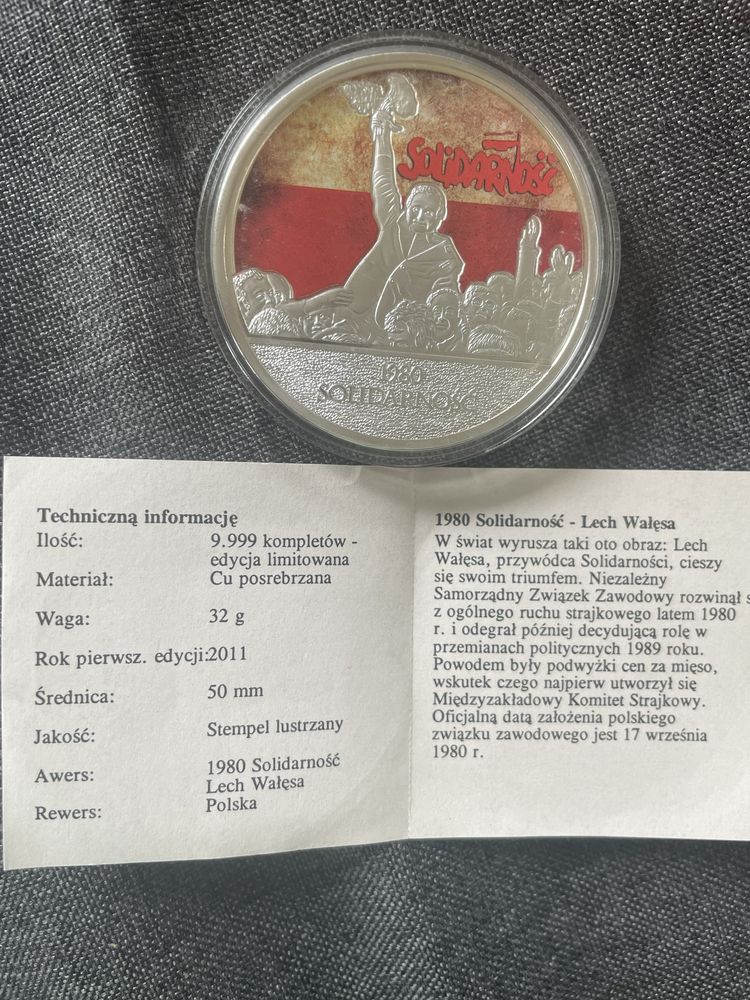 SOLIDARNOŚĆ
1980
SOLIDARNOŚĆ
Techniczną informację
Ilość: 9.999 kompletów -
edycja limitowana
Materiał: Cu posrebrzana
Waga: 32 g
Rok pierwsz. edycji: 2011
Średnica: 50 mm
Jakość: Stempel lustrzany
Awers: 1980 Solidarność
Lech Wałęsa
Rewers: Polska
1980 Solidarność - Lech Wałęsa
W świat wyrusza taki oto obraz: Lech
Wałęsa, przywódca Solidarności, cieszy
się swoim triumfem. Niezależny
Samorządny Związek Zawodowy rozwinął s
z ogólnego ruchu strajkowego latem 1980
r. i odegrał później decydującą rolę w
przemianach politycznych 1989 roku.
Powodem były podwyżki cen za mięso,
wskutek czego najpierw utworzył się
Międzyzakładowy Komitet Strajkowy.
Oficjalną datą założenia polskiego
związku zawodowego jest 17 września
1980 r.